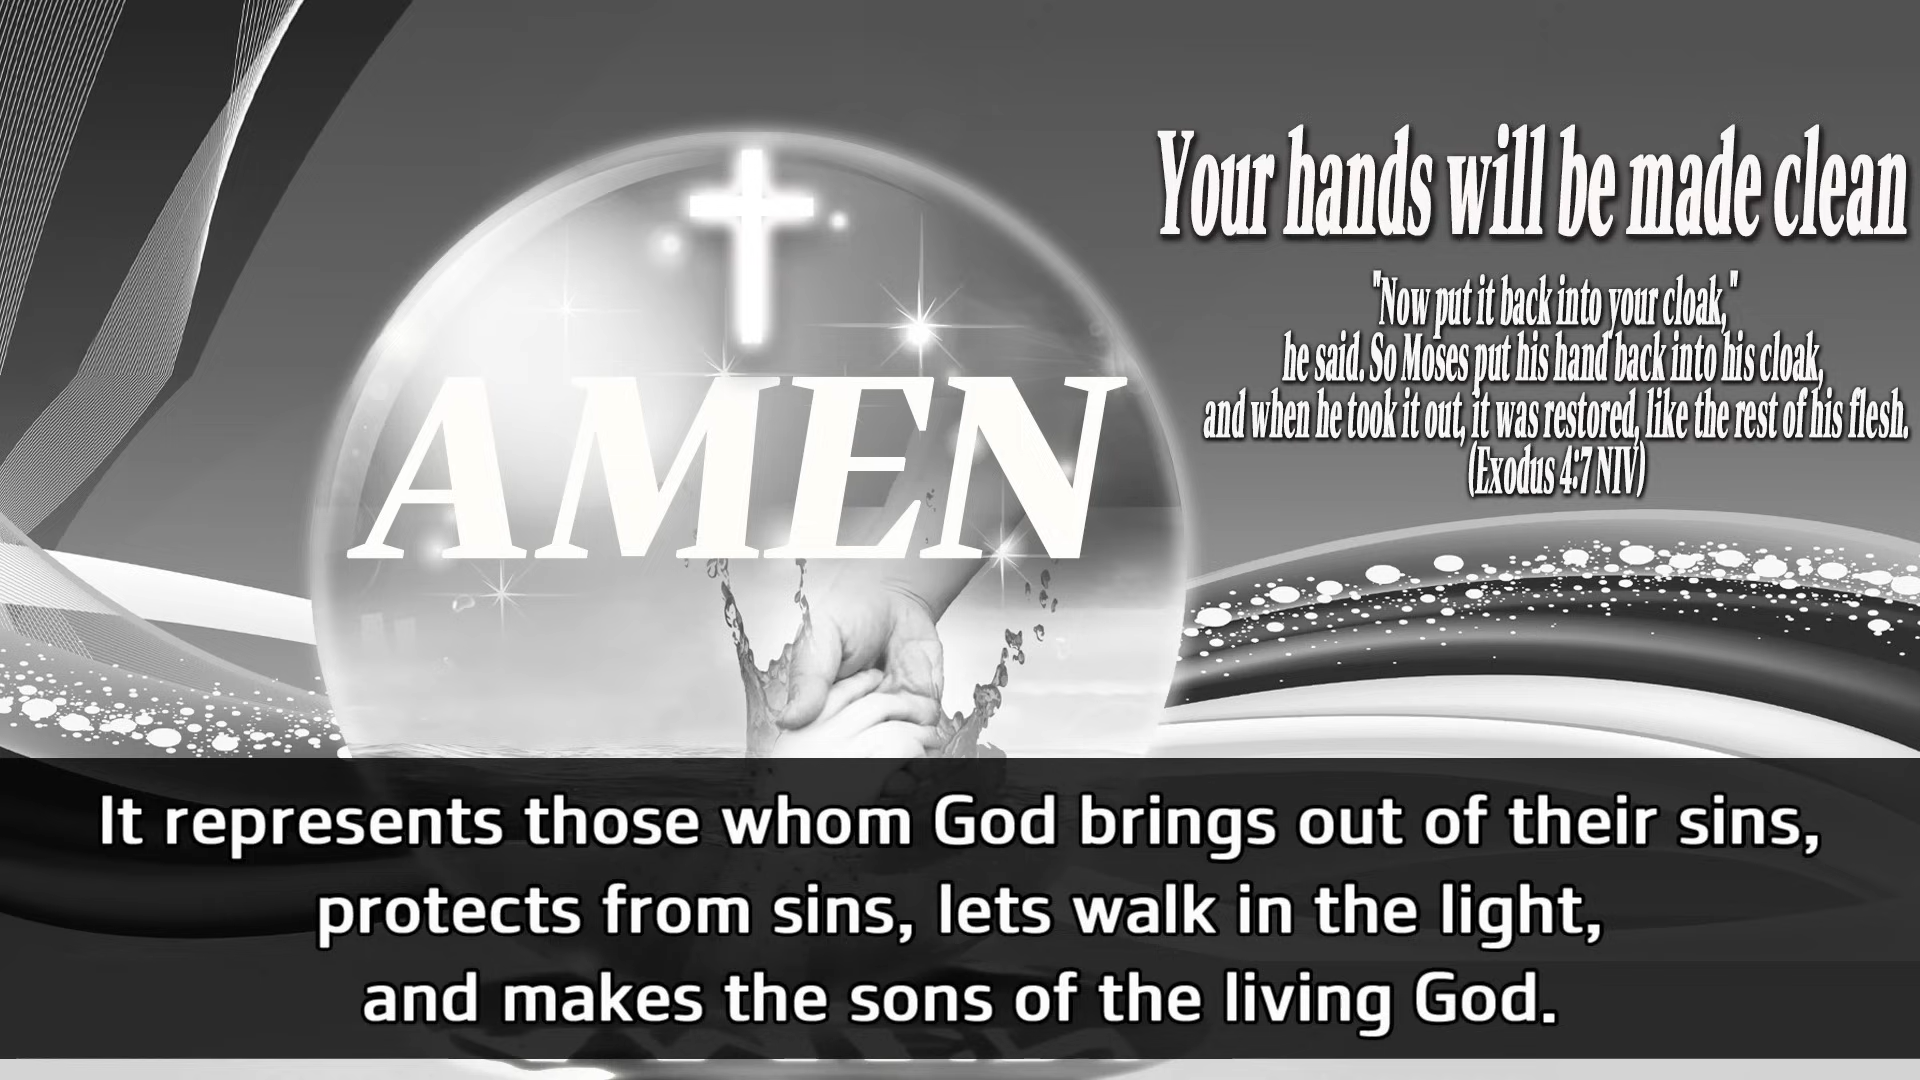 Your hands will be made clean
"Now put it back into your cloak,"
he said. So Moses put his hand back into his cloak,
and when he took it out, it was restored, like the rest of his flesh.
(Exodus 4:7 NIV)
AMEN
It represents those whom God brings out of their sins,
protects from sins, lets walk in the light,
and makes the sons of the living God.